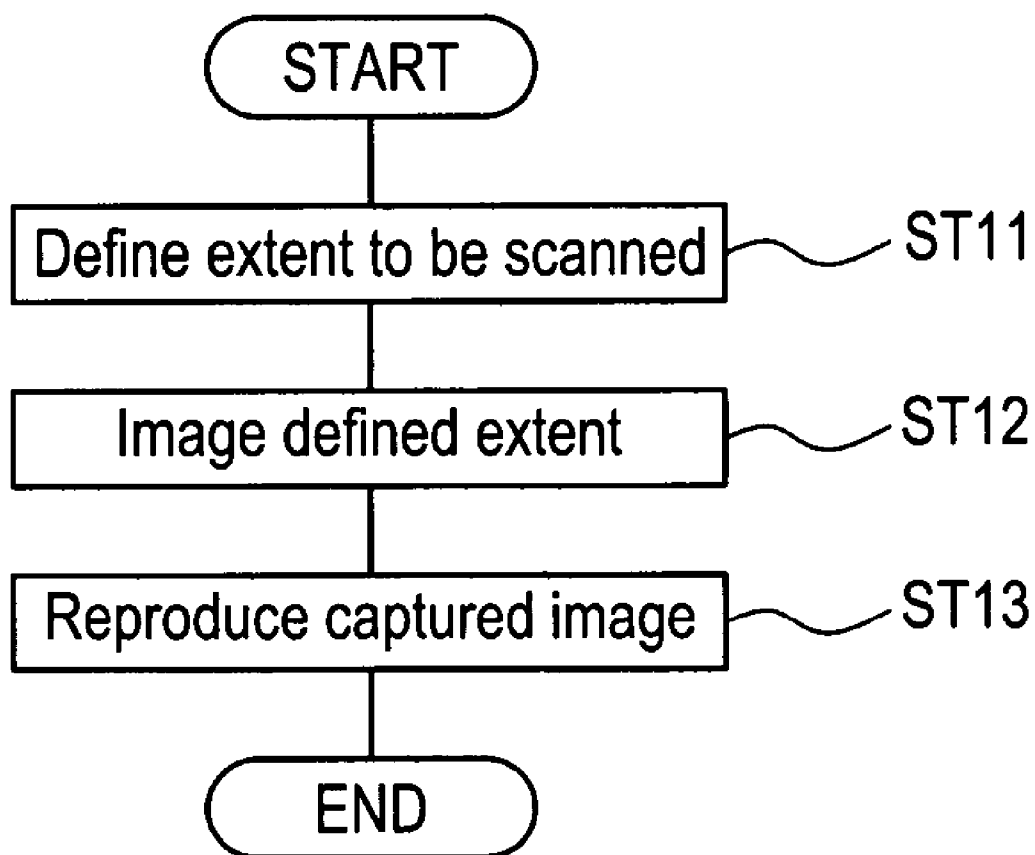 START
Define extent to be scanned
ST11
Image defined extent
ST12
Reproduce captured image
ST13
END